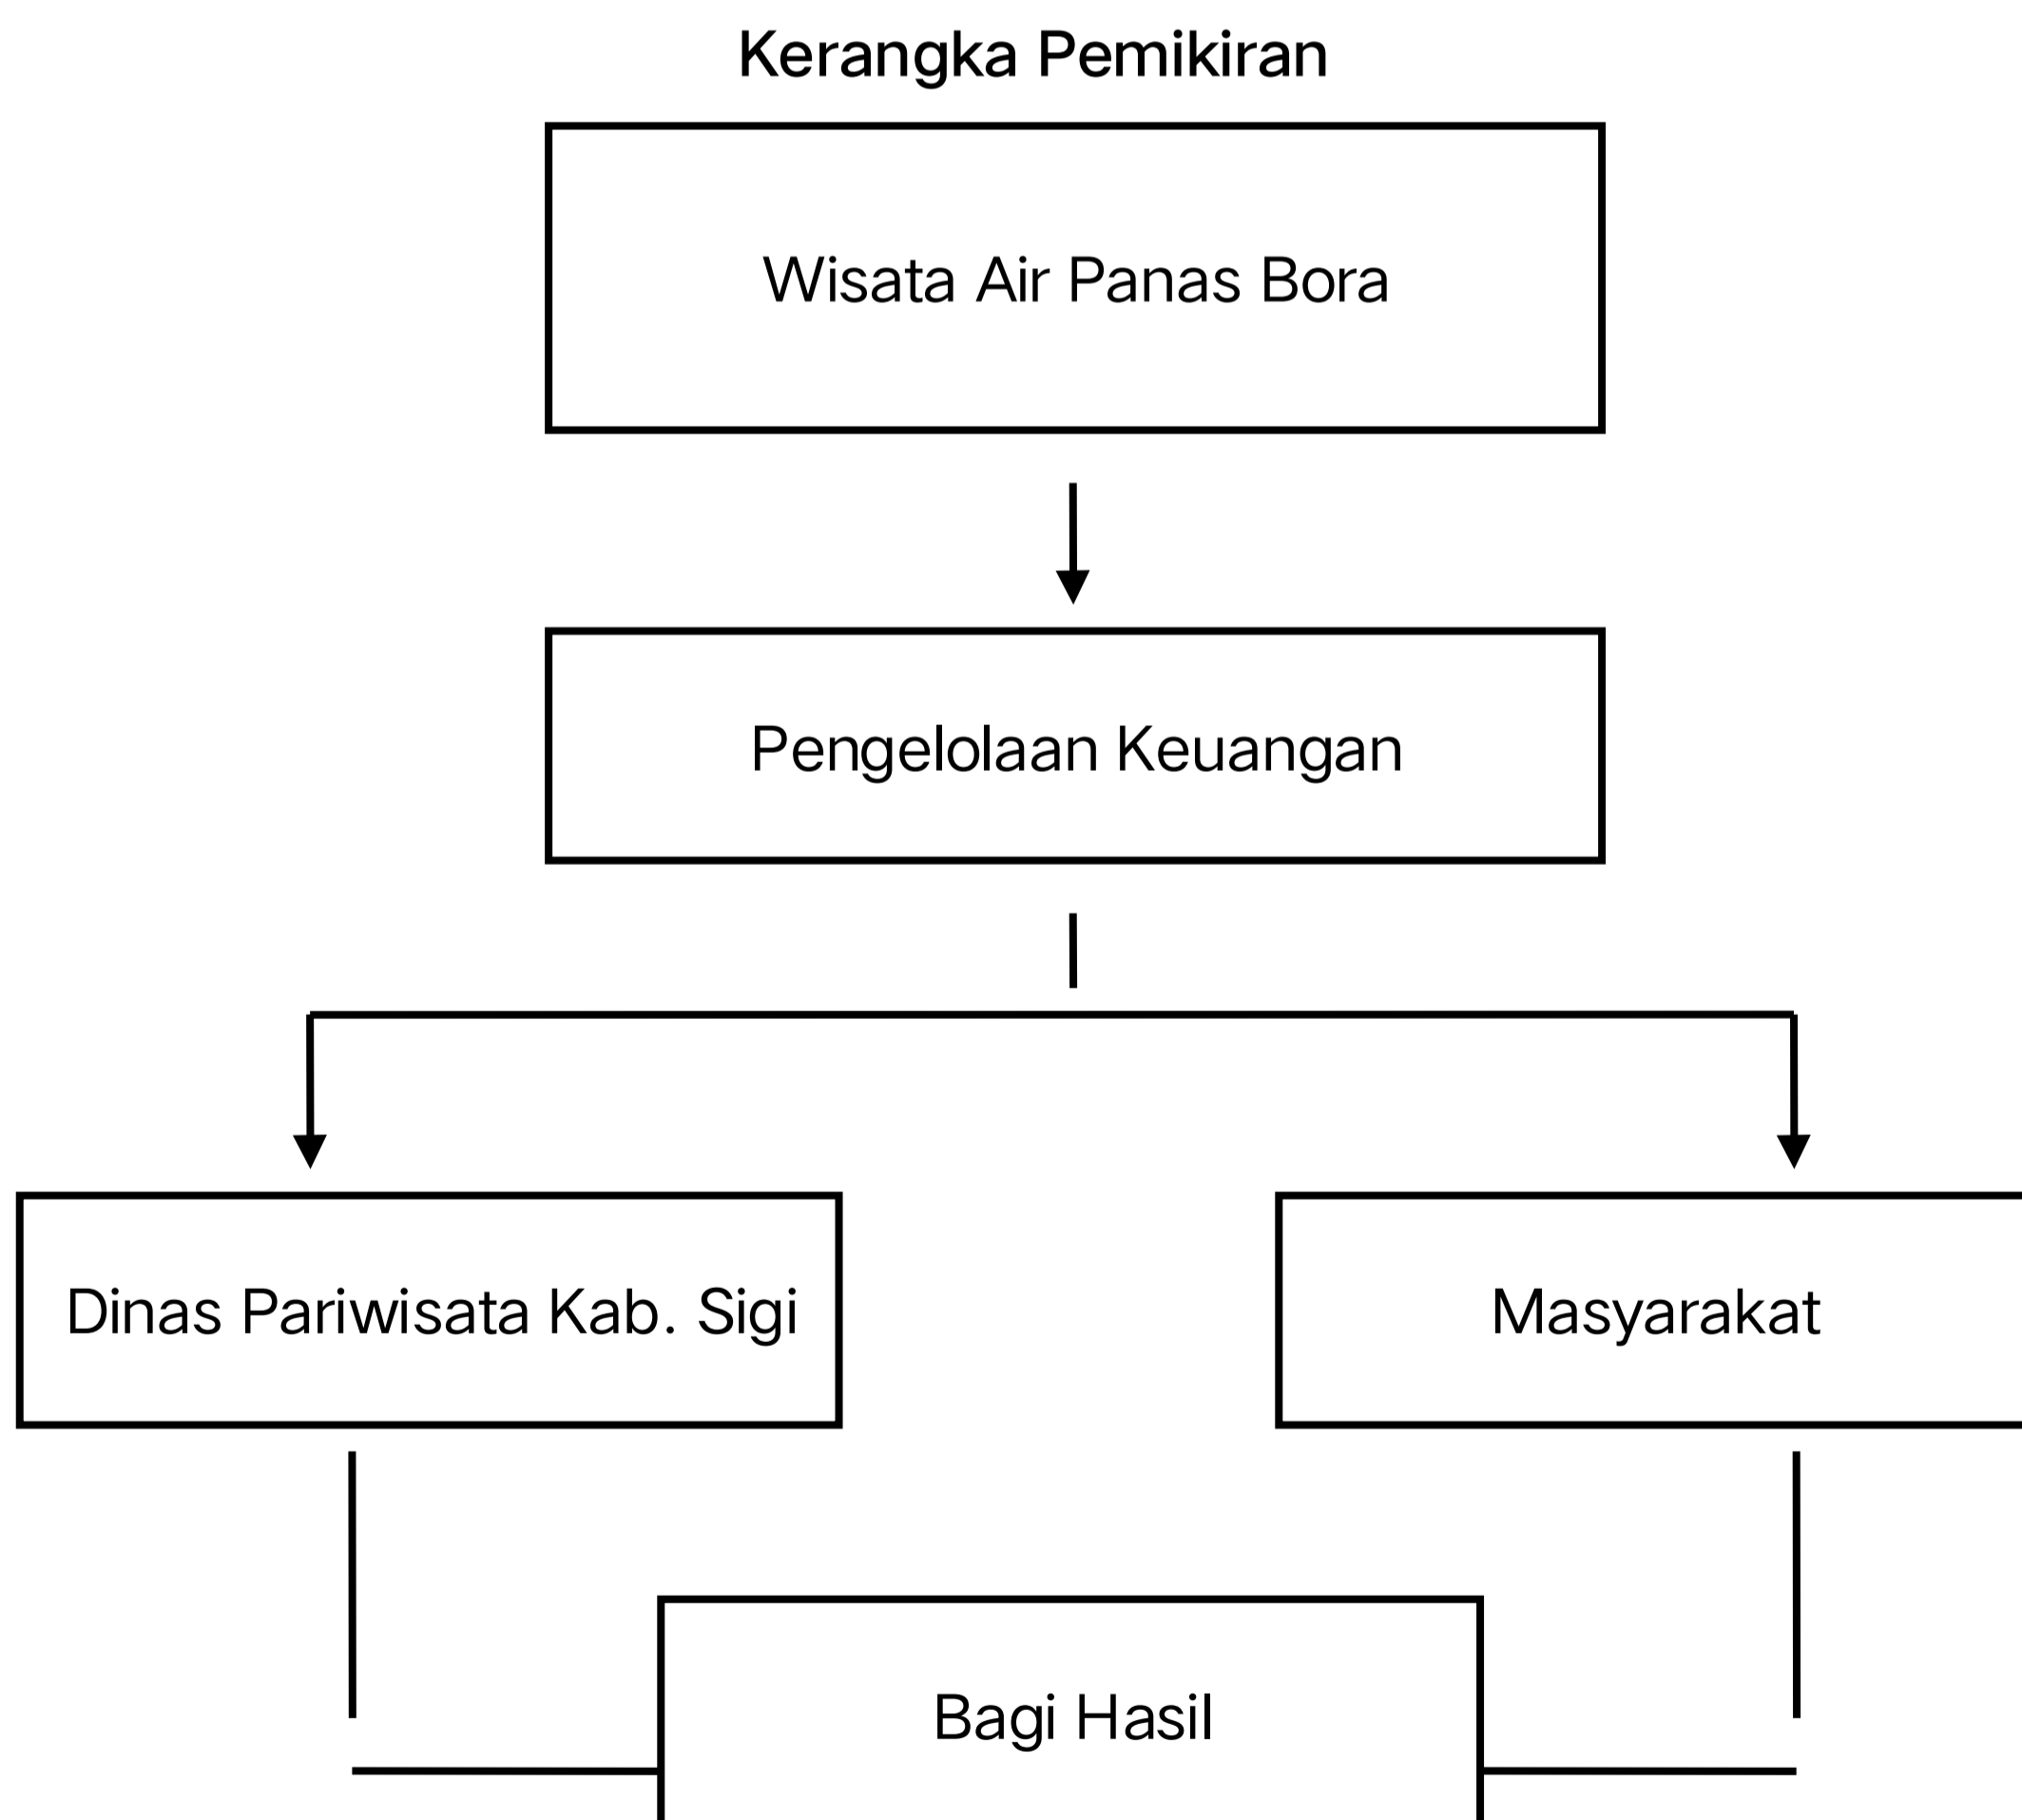 Kerangka Pemikiran
Wisata Air Panas Bora
Pengelolaan Keuangan
Dinas Pariwisata Kab. Sigi
Masyarakat
Bagi Hasil